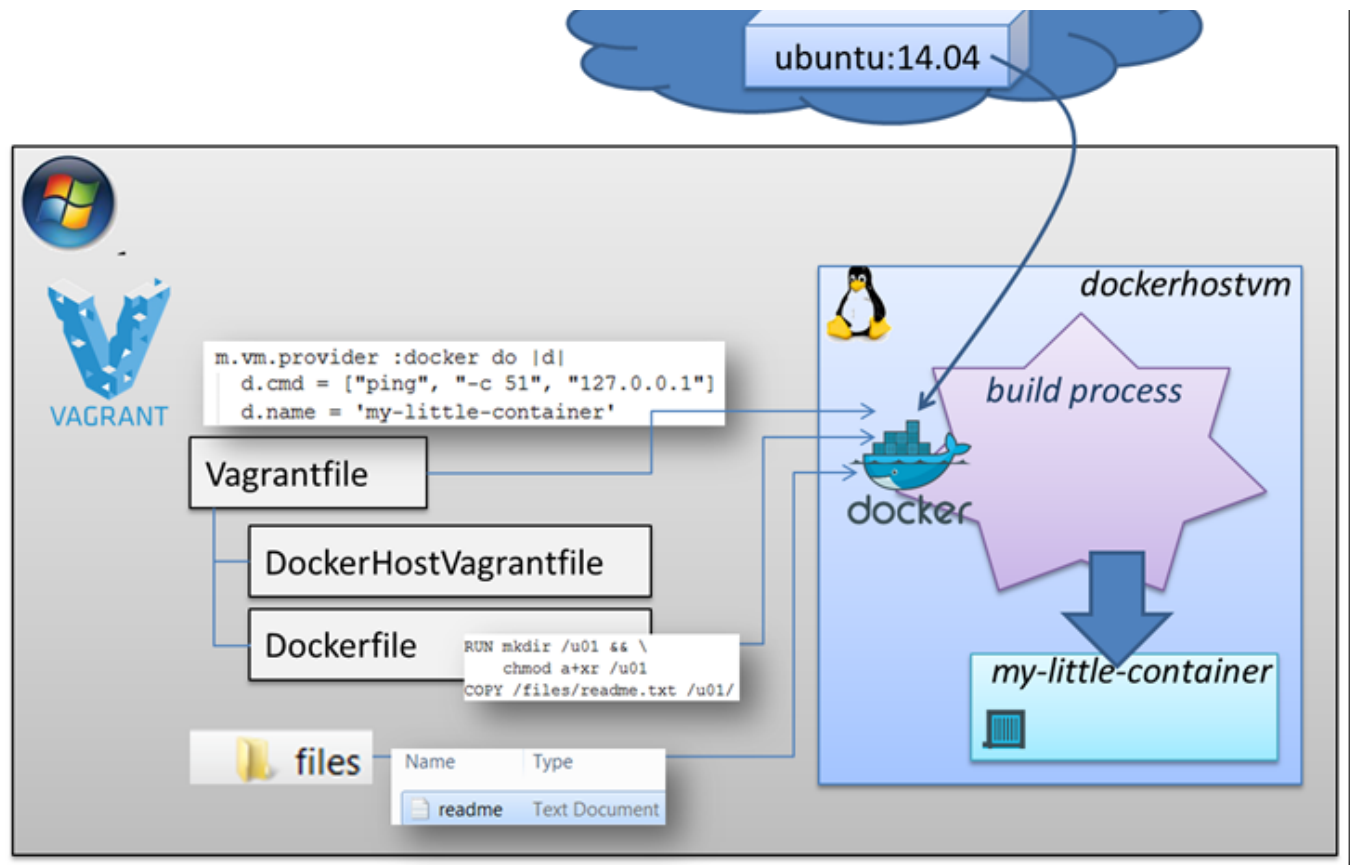 ubuntu:14.04
dockerhostvm
m.vm.provider :docker do |d|
d.cmd = ["ping", "-c 51", "127.0.0.1"]
d.name = 'my-little-container'
VAGRANT
build process
Vagrantfile
docker
DockerHostVagrantfile
Dockerfile
RUN mkdir /u01 && \
chmod a+xr /u01
COPY /files/readme.txt /u01/
my-little-container
files
Name Type
readme Text Document